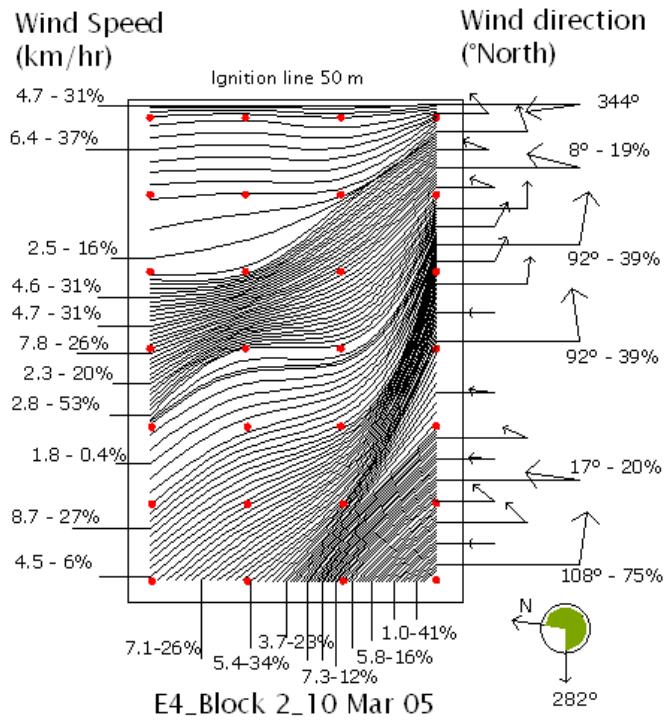 Wind Speed
(km/hr)
Wind direction
(°North)
Ignition line 50 m
4.7 - 31%
6.4 - 37%
2.5 - 16%
4.6 - 31%
4.7 - 31%
7.8 - 26%
2.3 - 20%
2.8 - 53%
1.8 - 0.4%
8.7 - 27%
4.5 - 6%
344°
8° - 19%
92º - 39%
92º - 39%
17° - 20%
108º - 75%
7.1-26%
5.4-34%
3.7-23%
7.3-12%
5.8-16%
1.0-41%
N
282°
E4_Block 2_10 Mar 05